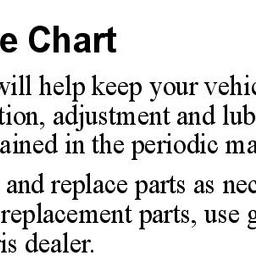 e Chart
will help keep your vehic
tion, adjustment and lub
ained in the periodic ma
and replace parts as nec
replacement parts, use g
ris dealer.